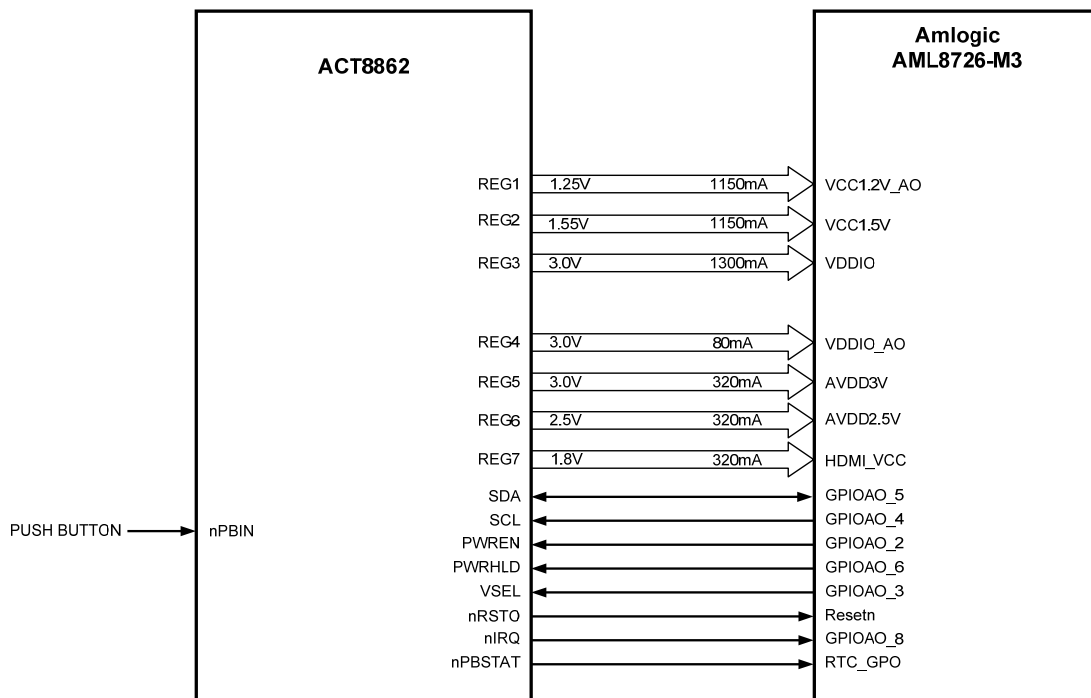 ACT8862
Amlogic
AML8726-M3
REG1 1.25V 1150mA VCC1.2V_AO
REG2 1.55V 1150mA VCC1.5V
REG3 3.0V 1300mA VDDIO
REG4 3.0V 80mA VDDIO_AO
REG5 3.0V 320mA AVDD3V
REG6 2.5V 320mA AVDD2.5V
REG7 1.8V 320mA HDMI_VCC
SDA GPIOAO_5
SCL GPIOAO_4
PUSH BUTTON nPBIN
PWREN GPIOAO_2
PWRHLD GPIOAO_6
VSEL GPIOAO_3
nRSTO Resetn
nIRQ GPIOAO_8
nPBSTAT RTC_GPO